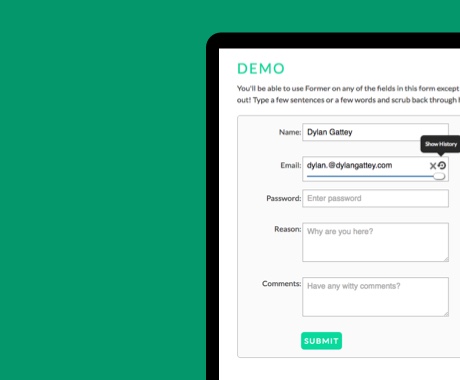 DEMO
You'll be able to use Former on any of the fields in this form except
out! Type a few sentences or a few words and scrub back through
Name: Dylan Gattey
Show History
Email: dylan.@dylangattey.com
Password: Enter password
Reason: Why are you here?
Comments: Have any witty comments?
SUBMIT